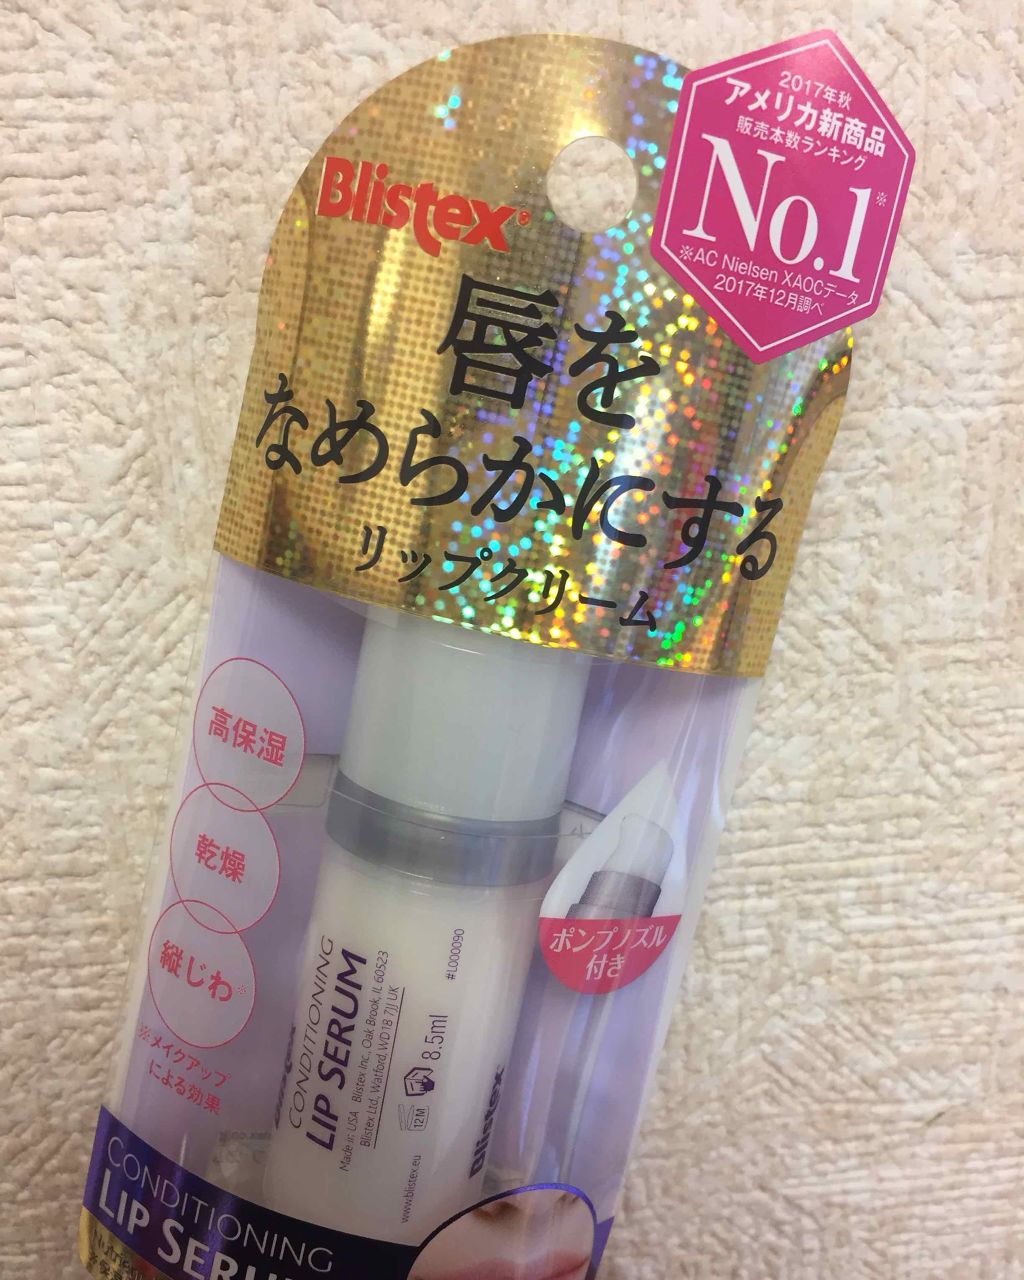 2017年秋
アメリカ新商品
販売本数ランキング
No.1※
※AC Nielsen XAOCデータ
2017年12月調べ
Blistex®
唇を
なめらかにする
リップクリーム
高保湿
乾燥
縦じわ※
※メイクアップ
による効果
ポンプノズル
付き
CONDITIONING
LIP SERUM
Made in USA Blistex Inc., Oak Brook, IL 60523
Blistex Ltd., Watford, WD18 7JJ UK
#L000090
8.5ml
12M
www.blistex.eu
Blistex
CONDITIONING
LIP SERUM